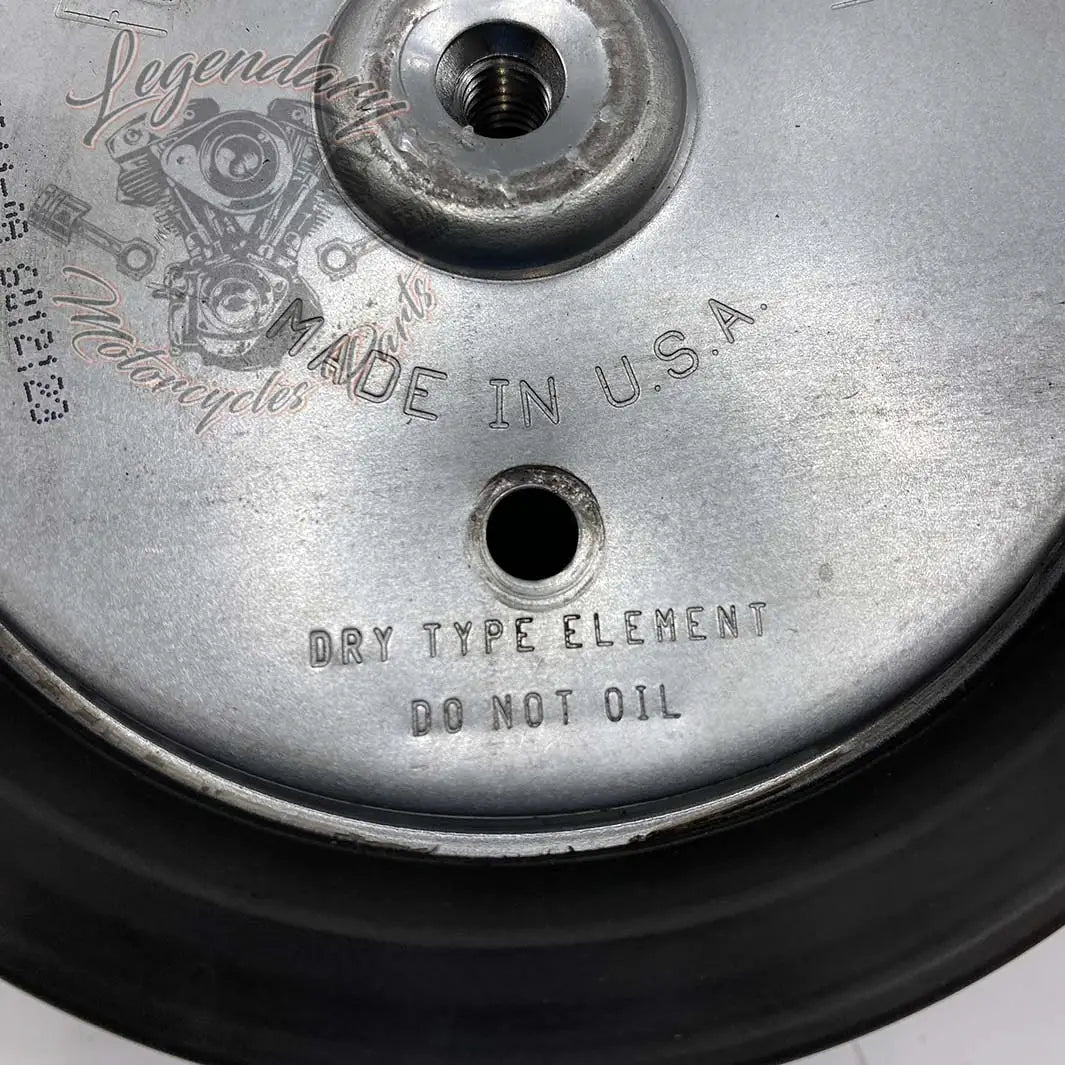 Legendary
Motorcycles Parts
MADE IN U.S.A.
DRY TYPE ELEMENT
DO NOT OIL